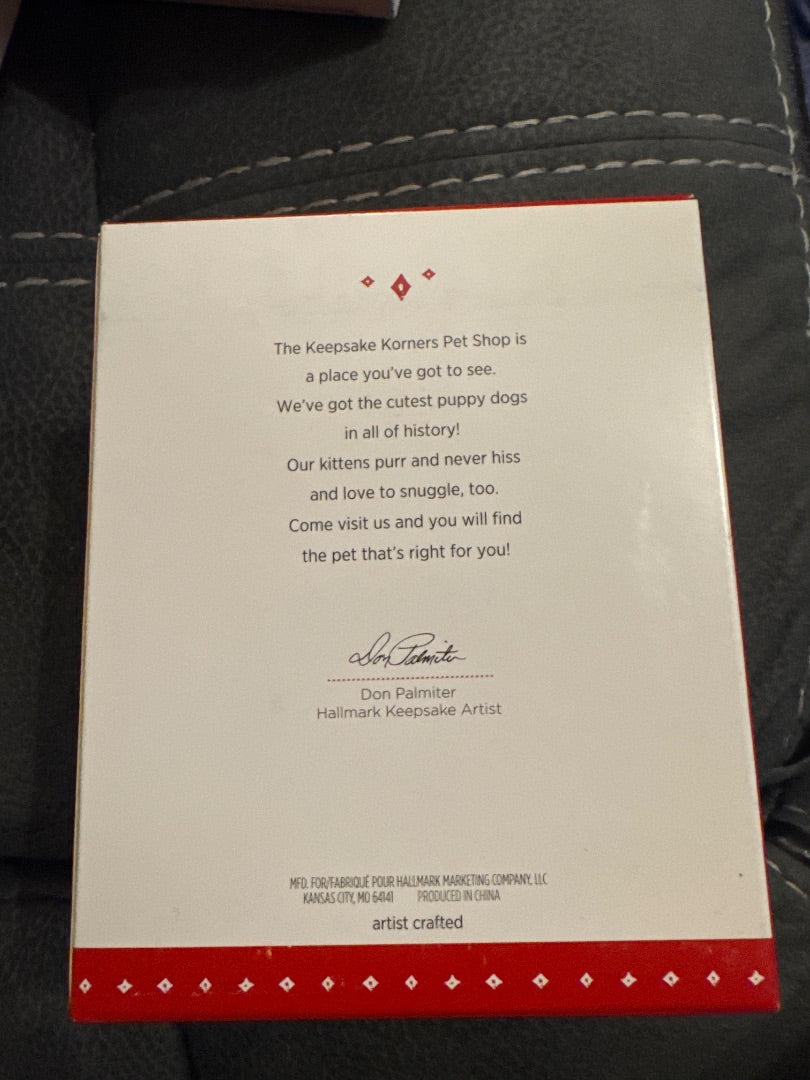 The Keepsake Korners Pet Shop is
a place you've got to see.
We've got the cutest puppy dogs
in all of history!
Our kittens purr and never hiss
and love to snuggle, too.
Come visit us and you will find
the pet that's right for you!
Don Palmiter
Don Palmiter
Hallmark Keepsake Artist
MFD. FOR/FABRIQUÉ POUR HALLMARK MARKETING COMPANY, LLC
KANSAS CITY, MO 64141 PRODUCED IN CHINA
artist crafted